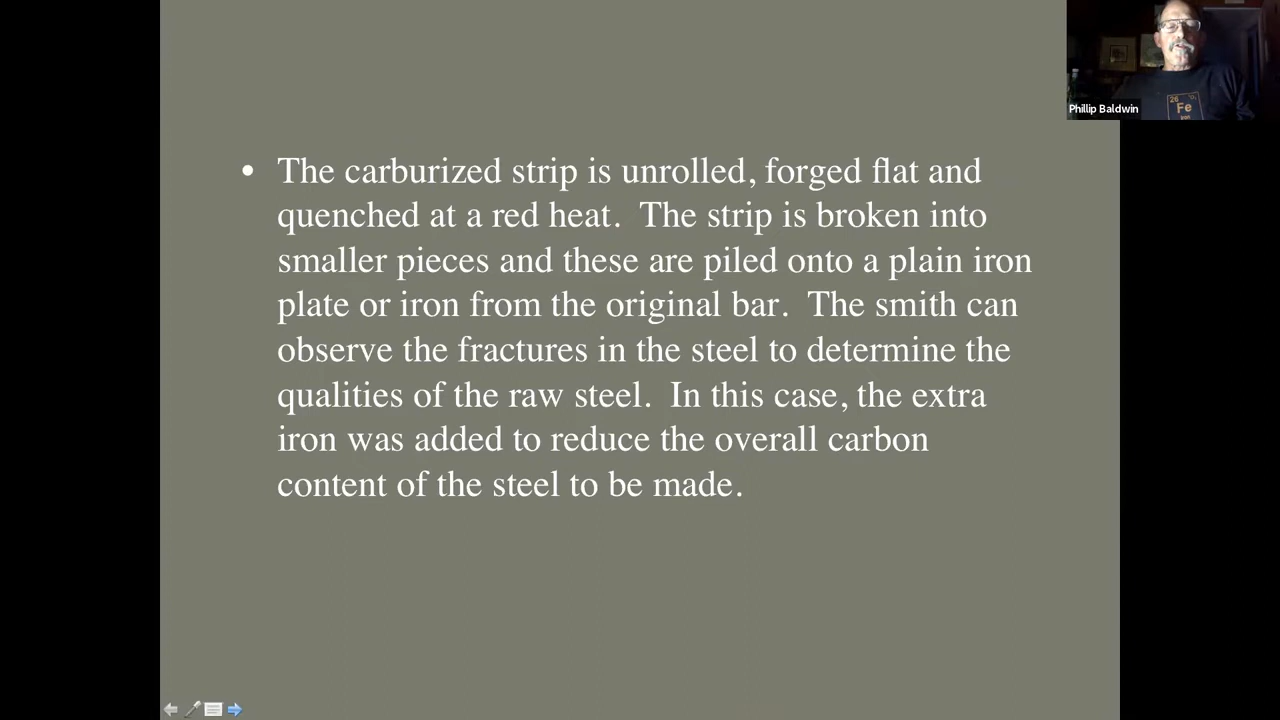 Phillip Baldwin
26
Fe
• The carburized strip is unrolled, forged flat and
quenched at a red heat.  The strip is broken into
smaller pieces and these are piled onto a plain iron
plate or iron from the original bar.  The smith can
observe the fractures in the steel to determine the
qualities of the raw steel.  In this case, the extra
iron was added to reduce the overall carbon
content of the steel to be made.